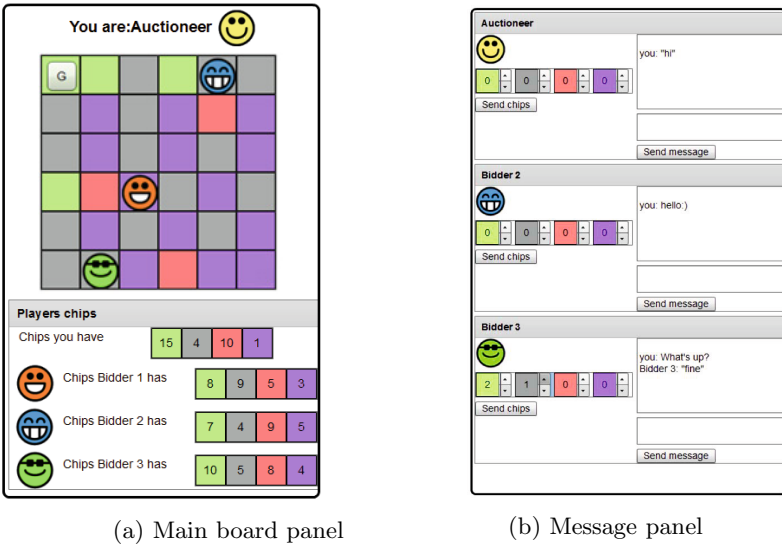 You are:Auctioneer
G
Players chips
Chips you have 15 4 10 1
Chips Bidder 1 has 8 9 5 3
Chips Bidder 2 has 7 4 9 5
Chips Bidder 3 has 10 5 8 4
(a) Main board panel
Auctioneer
you: "hi"
0 0 0 0
Send chips
Send message
Bidder 2
you: hello:)
0 0 0 0
Send chips
Send message
Bidder 3
you: What's up?
Bidder 3: "fine"
2 1 0 0
Send chips
Send message
(b) Message panel